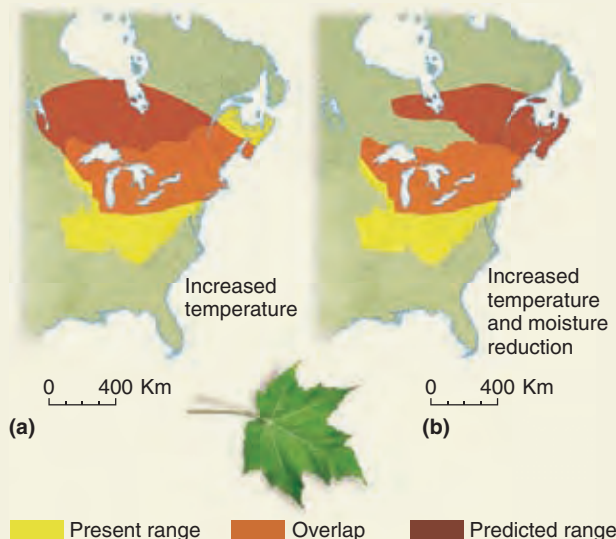 Increased
temperature
Increased
temperature
and moisture
reduction
0 400 Km
0 400 Km
(a)
(b)
Present range
Overlap
Predicted range